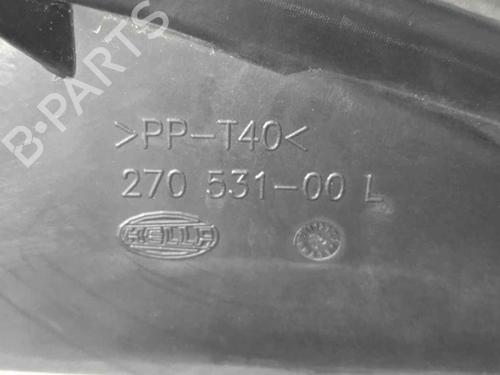 B-PARTS
>PP-T40<
270 531-00 L
HELLA